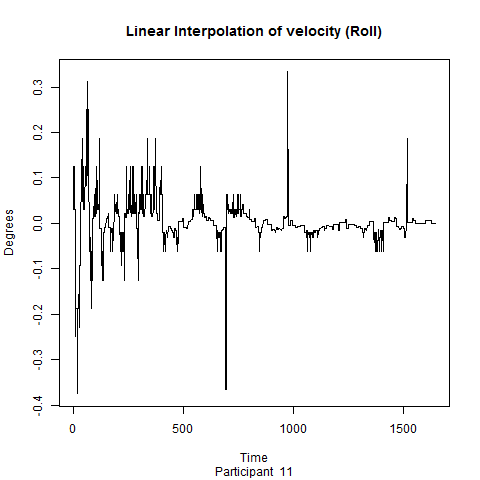 Linear Interpolation of velocity (Roll)
Degrees
0.3
0.2
0.1
0.0
-0.1
-0.2
-0.3
-0.4
0 500 1000 1500
Time
Participant 11